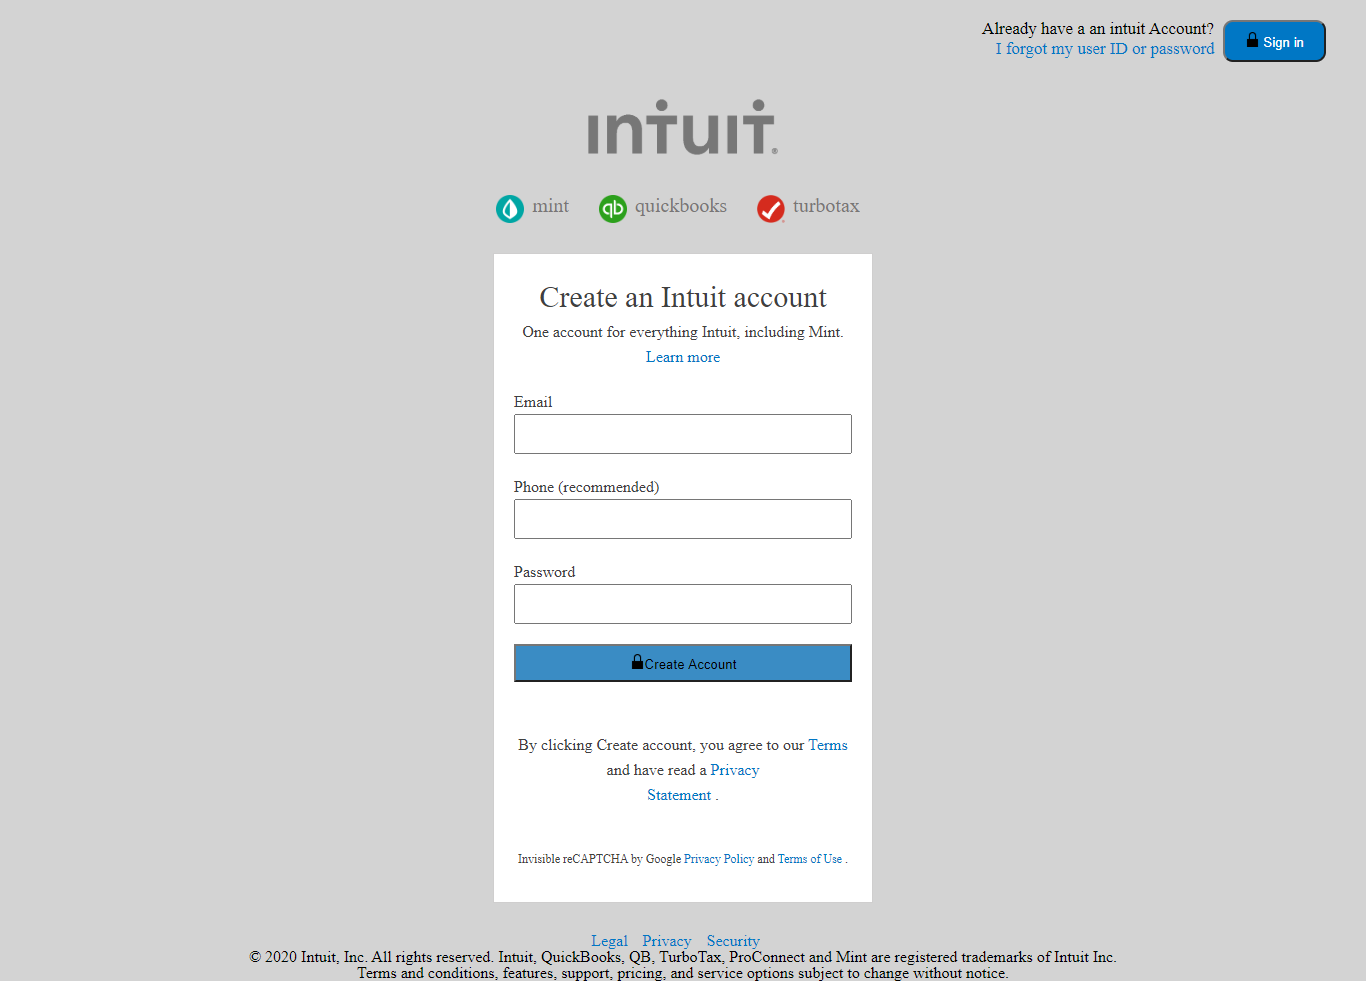 Already have a an intuit Account?
I forgot my user ID or password
Sign in
intuit®
mint
qb quickbooks
turbotax
Create an Intuit account
One account for everything Intuit, including Mint.
Learn more
Email
Phone (recommended)
Password
Create Account
By clicking Create account, you agree to our Terms
and have read a Privacy
Statement .
Invisible reCAPTCHA by Google Privacy Policy and Terms of Use .
Legal Privacy Security
© 2020 Intuit, Inc. All rights reserved. Intuit, QuickBooks, QB, TurboTax, ProConnect and Mint are registered trademarks of Intuit Inc.
Terms and conditions, features, support, pricing, and service options subject to change without notice.